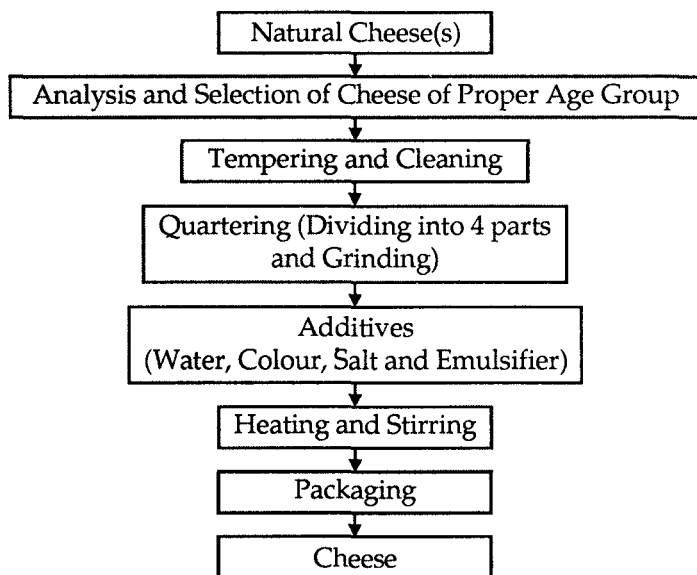 Natural Cheese(s)
Analysis and Selection of Cheese of Proper Age Group
Tempering and Cleaning
Quartering (Dividing into 4 parts
and Grinding)
Additives
(Water, Colour, Salt and Emulsifier)
Heating and Stirring
Packaging
Cheese